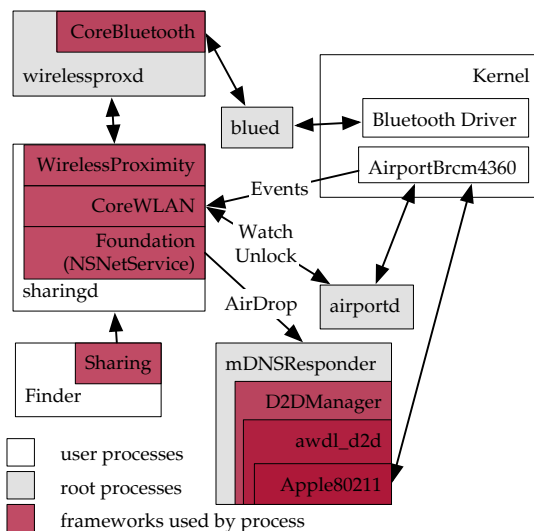 CoreBluetooth
wirelessproxd
Kernel
Bluetooth Driver
blued
AirportBrcm4360
WirelessProximity
Events
CoreWLAN
Watch
Unlock
Foundation
(NSNetService)
sharingd
airportd
AirDrop
Sharing
Finder
mDNSResponder
D2DManager
awdl_d2d
Apple80211
user processes
root processes
frameworks used by process